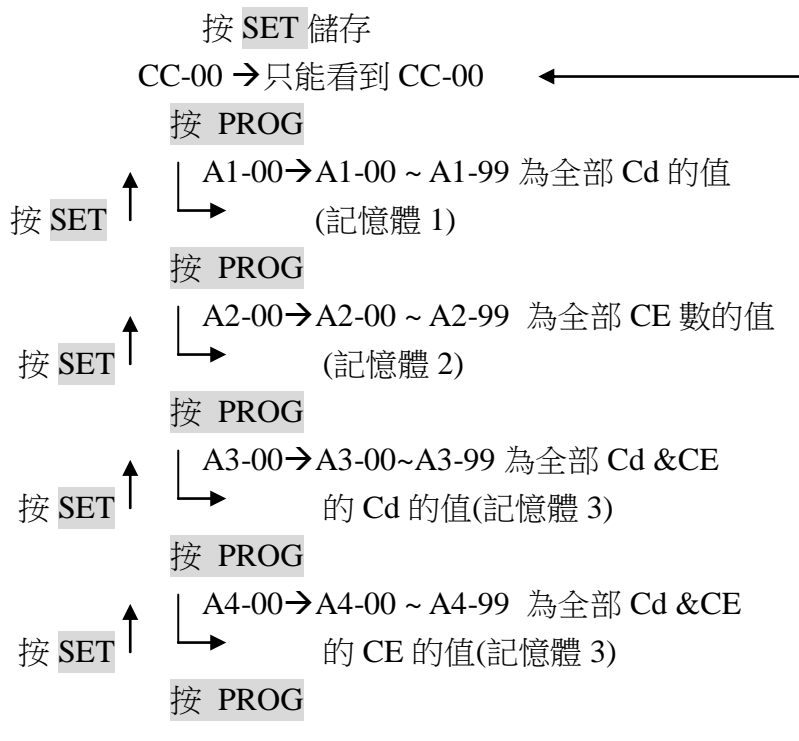 按 SET 儲存
CC-00 →只能看到 CC-00
按 PROG
A1-00→A1-00 ~ A1-99 為全部 Cd 的值
按 SET (記憶體 1)
按 PROG
A2-00→A2-00 ~ A2-99 為全部 CE 數的值
按 SET (記憶體 2)
按 PROG
A3-00→A3-00~A3-99 為全部 Cd &CE
按 SET 的 Cd 的值(記憶體 3)
按 PROG
A4-00→A4-00 ~ A4-99 為全部 Cd &CE
按 SET 的 CE 的值(記憶體 3)
按 PROG